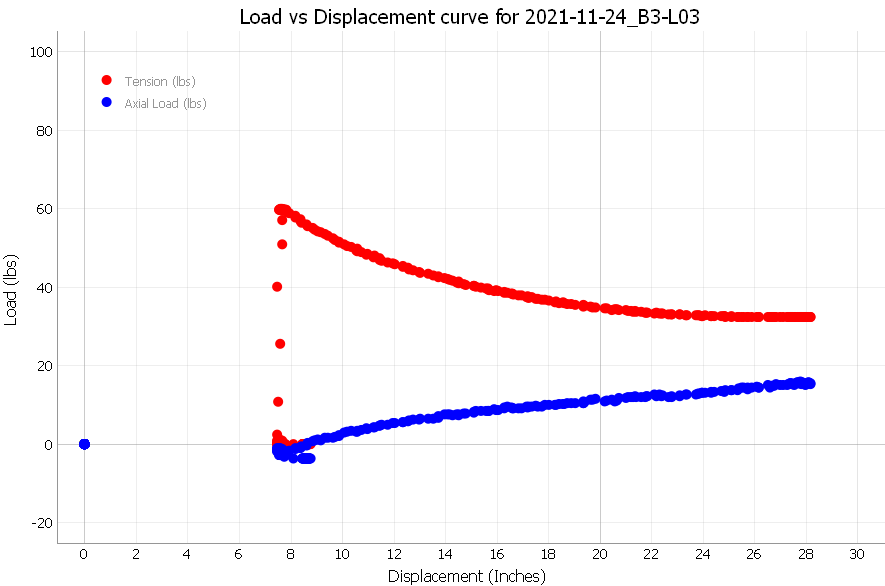 Load vs Displacement curve for 2021-11-24_B3-L03
100
Tension (lbs)
Axial Load (lbs)
80
60
40
20
0
-20
Load (lbs)
0 2 4 6 8 10 12 14 16 18 20 22 24 26 28 30
Displacement (Inches)